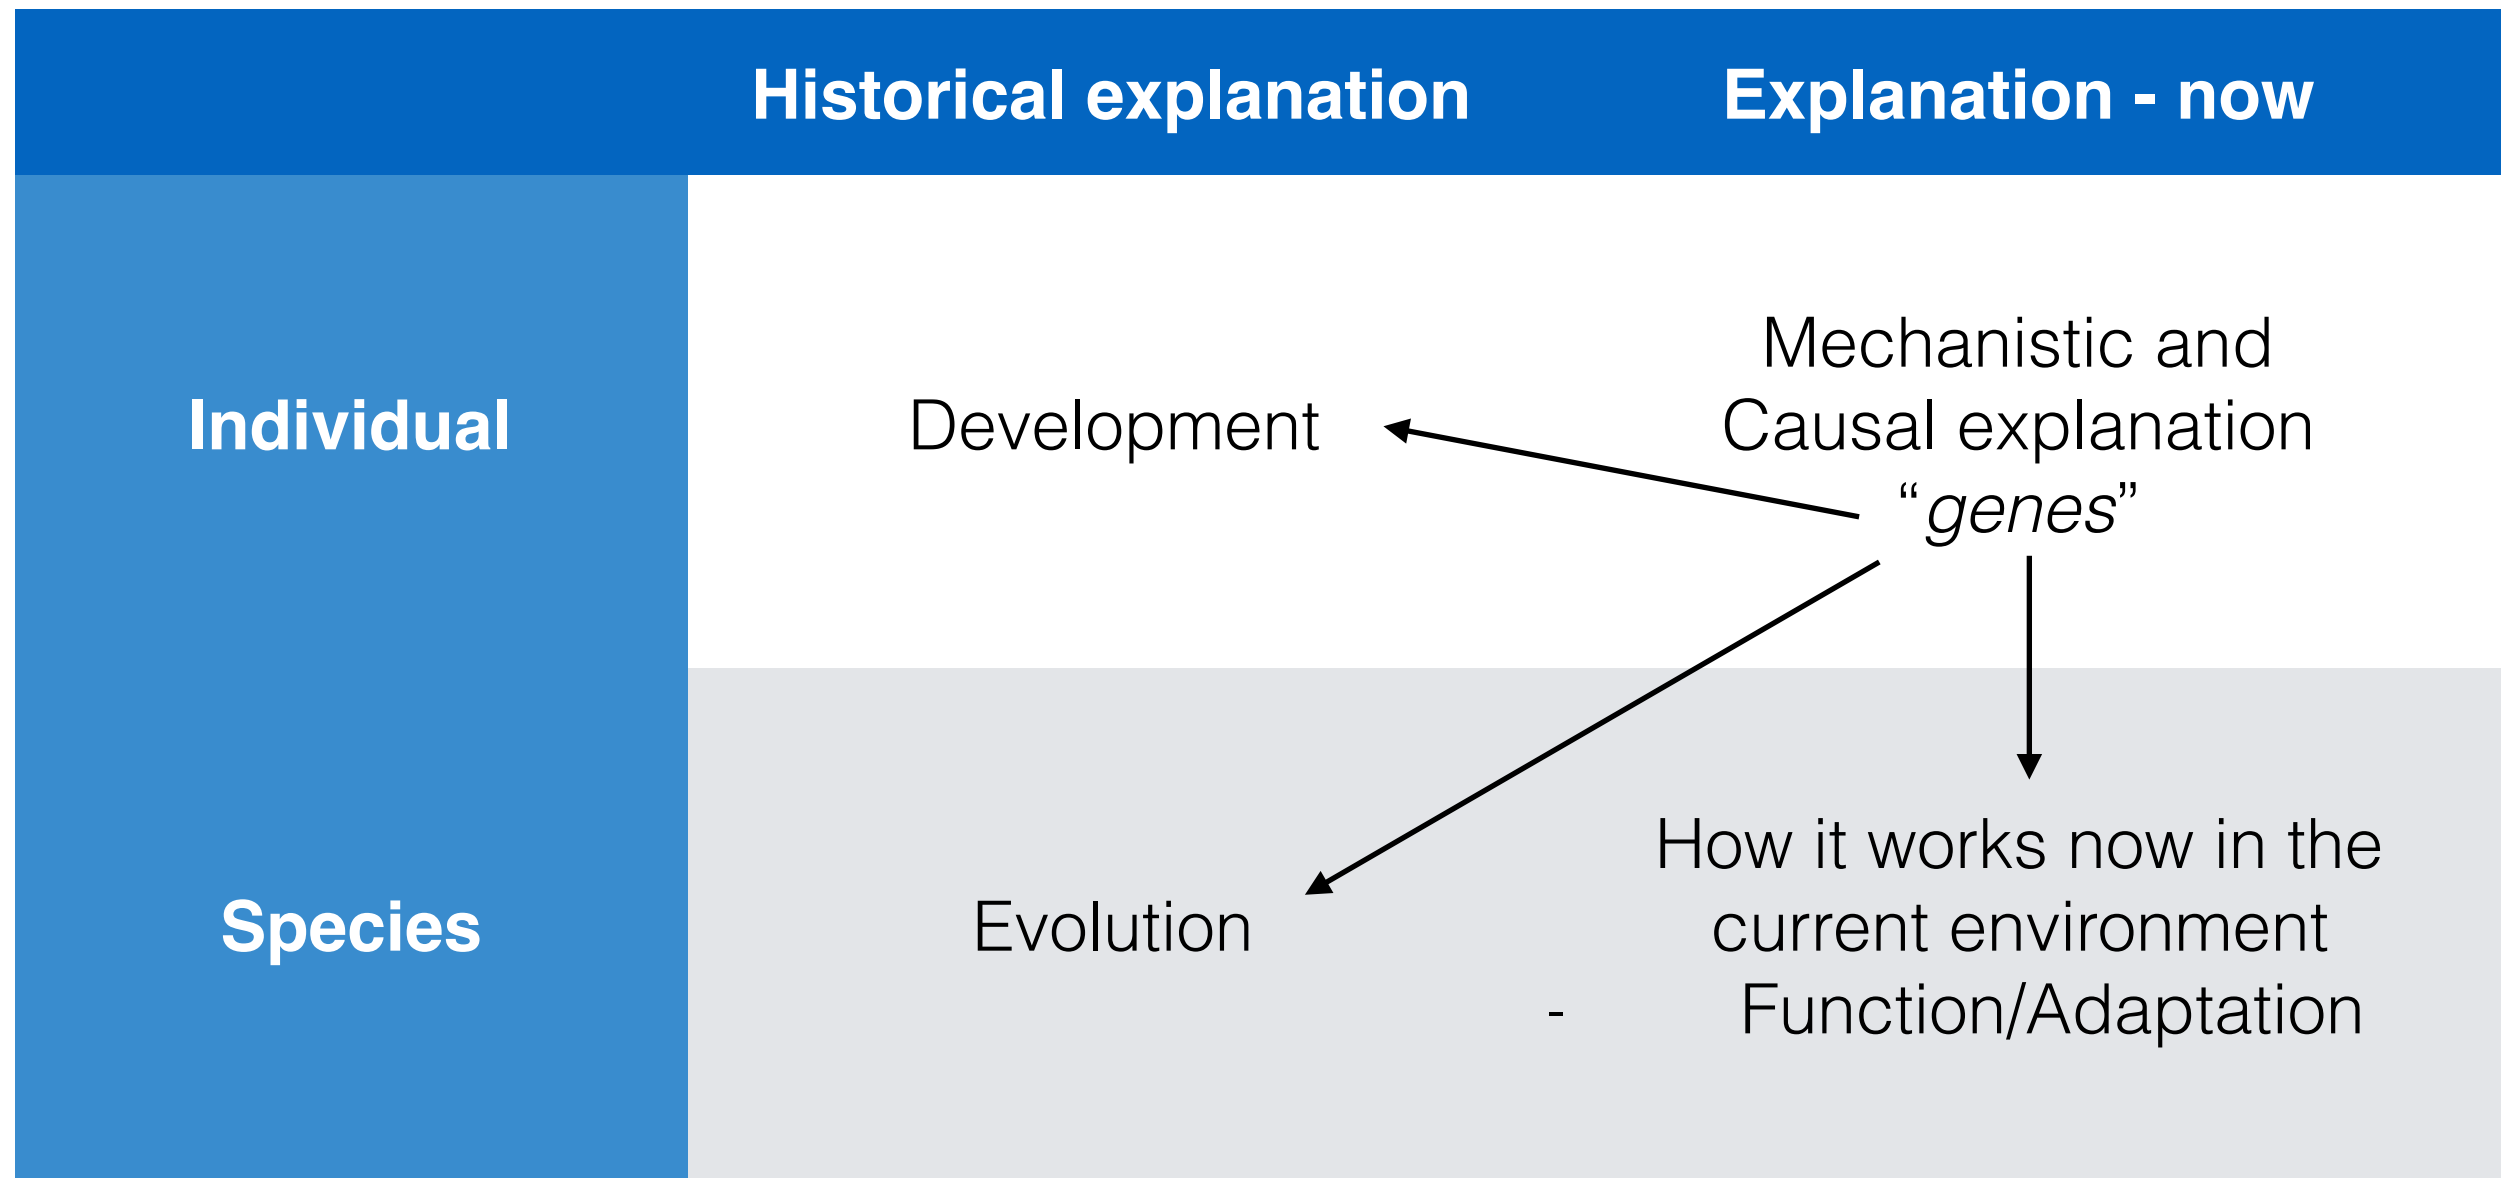 Historical explanation
Explanation - now
Individual
Development
Mechanistic and
Causal explanation
“genes”
Species
Evolution
How it works now in the
current environment
- Function/Adaptation